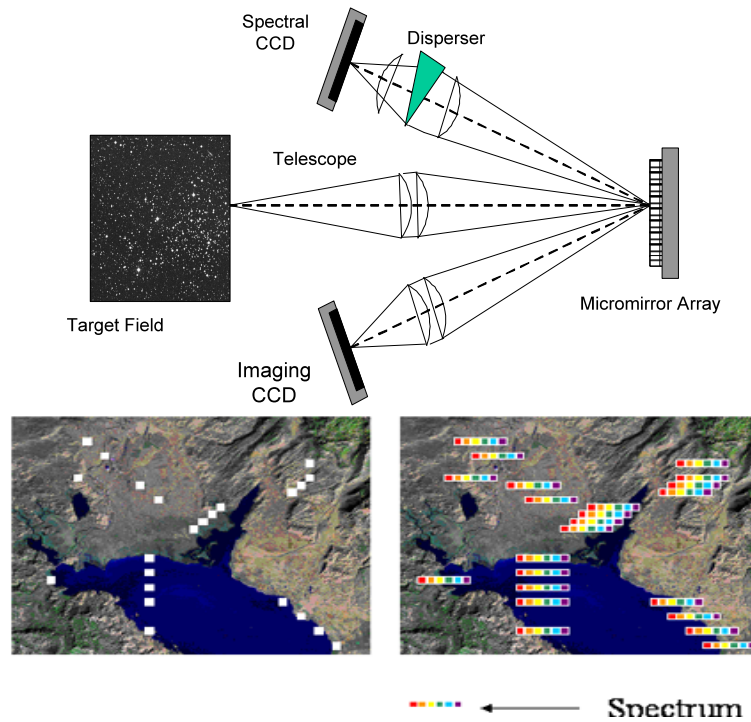 Spectral
CCD
Disperser
Telescope
Target Field
Micromirror Array
Imaging
CCD
Spectrum